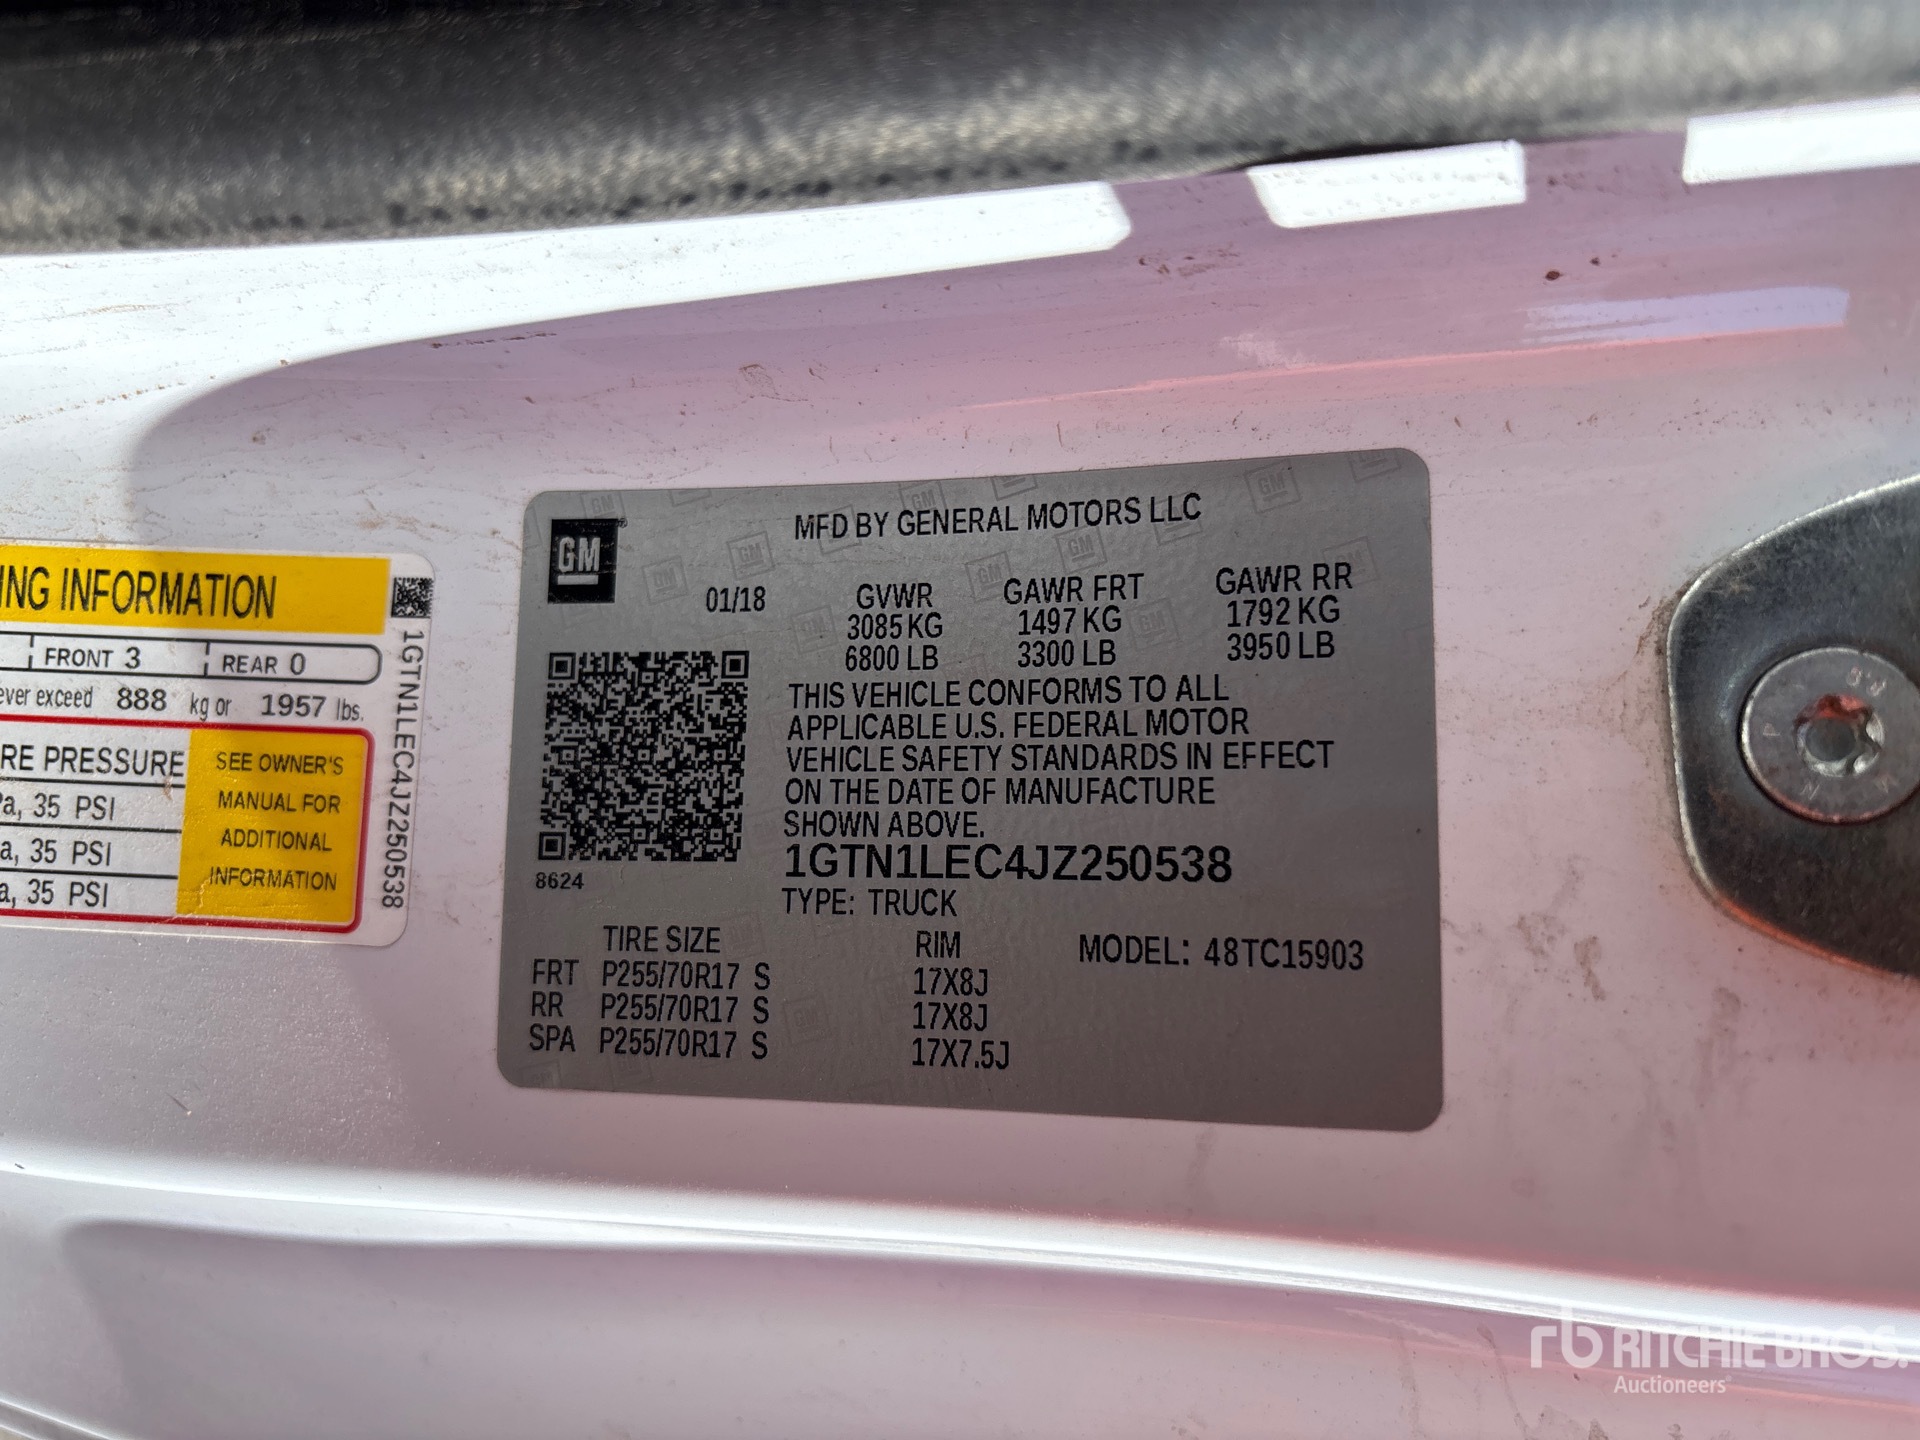 ING INFORMATION
FRONT 3 REAR 0
ever exceed 888 kg or 1957 lbs.
RE PRESSURE
a, 35 PSI
a, 35 PSI
a, 35 PSI
SEE OWNER'S
MANUAL FOR
ADDITIONAL
INFORMATION
1GTN1LEC4JZ250538
GM
MFD BY GENERAL MOTORS LLC
01/18 GVWR GAWR FRT GAWR RR
3085 KG 1497 KG 1792 KG
6800 LB 3300 LB 3950 LB
THIS VEHICLE CONFORMS TO ALL
APPLICABLE U.S. FEDERAL MOTOR
VEHICLE SAFETY STANDARDS IN EFFECT
ON THE DATE OF MANUFACTURE
SHOWN ABOVE.
1GTN1LEC4JZ250538
8624
TYPE: TRUCK
TIRE SIZE RIM MODEL: 48TC15903
FRT P255/70R17 S 17X8J
RR P255/70R17 S 17X8J
SPA P255/70R17 S 17X7.5J
8.8
rb RITCHIE BROS.
Auctioneers